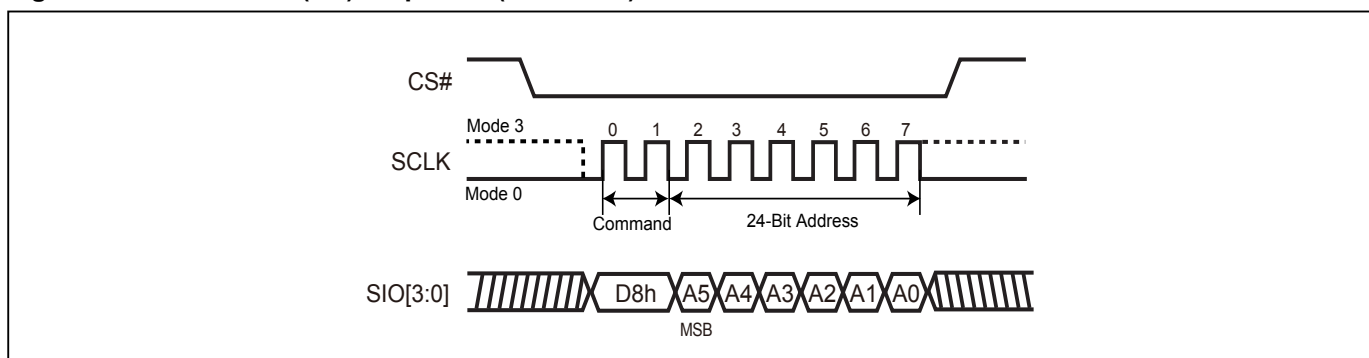 CS#
Mode 3
0 1 2 3 4 5 6 7
SCLK
Mode 0
Command
24-Bit Address
SIO[3:0]
D8h A5 A4 A3 A2 A1 A0
MSB